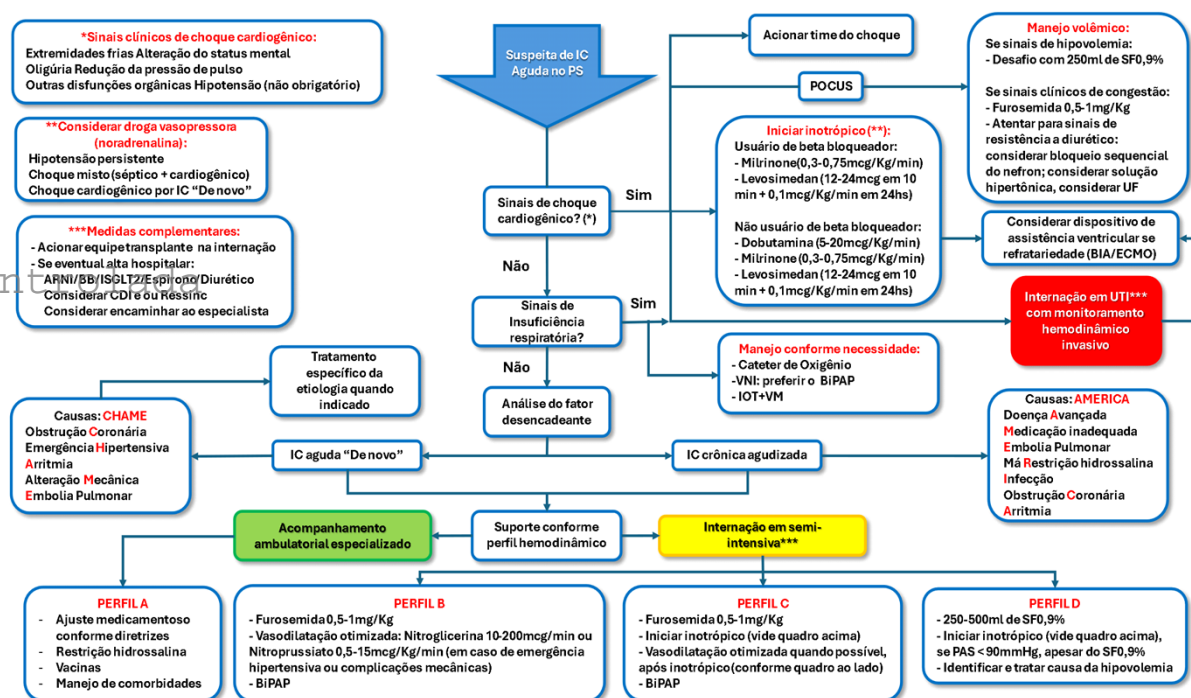 *Sinais clínicos de choque cardiogênico:
Extremidades frias Alteração do status mental
Oligúria Redução da pressão de pulso
Outras disfunções orgânicas Hipotensão (não obrigatório)
**Considerar droga vasopressora
(noradrenalina):
Hipotensão persistente
Choque misto (séptico + cardiogênico)
Choque cardiogênico por IC “De novo”
***Medidas complementares:
- Acionar equipe transplante na internação
- Se eventual alta hospitalar:
ARNI/BB/ISGLT2/Espirono/Diurético
Considerar CDI e ou Ressinc
Considerar encaminhar ao especialista
ntrolada
Suspeita de IC
Aguda no PS
Sinais de choque
cardiogênico? (*)
Sim
Não
Sinais de
Insuficiência
respiratória?
Sim
Não
Análise do fator
desencadeante
Acionar time do choque
POCUS
Manejo volêmico:
Se sinais de hipovolemia:
- Desafio com 250ml de SF0,9%
Se sinais clínicos de congestão:
- Furosemida 0,5-1mg/Kg
- Atentar para sinais de
resistência a diurético:
considerar bloqueio sequencial
do nefron; considerar solução
hipertônica, considerar UF
Iniciar inotrópico (**):
Usuário de beta bloqueador:
- Milrinone(0,3-0,75mcg/Kg/min)
- Levosimedan (12-24mcg em 10
min + 0,1mcg/Kg/min em 24hs)
Não usuário de beta bloqueador:
- Dobutamina (5-20mcg/Kg/min)
- Milrinone (0,3-0,75mcg/Kg/min)
- Levosimedan (12-24mcg em 10
min + 0,1mcg/Kg/min em 24hs)
Considerar dispositivo de
assistência ventricular se
refratariedade (BIA/ECMO)
Internação em UTI***
com monitoramento
hemodinâmico
invasivo
Manejo conforme necessidade:
- Cateter de Oxigênio
-VNI: preferir o BiPAP
- IOT+VM
Tratamento
específico da
etiologia quando
indicado
Causas: CHAME
Obstrução Coronária
Emergência Hipertensiva
Arritmia
Alteração Mecânica
Embolia Pulmonar
IC aguda “De novo”
IC crônica agudizada
Causas: AMERICA
Doença Avançada
Medicação inadequada
Embolia Pulmonar
Má Restrição hidrossalina
Infecção
Obstrução Coronária
Arritmia
Acompanhamento
ambulatorial especializado
Suporte conforme
perfil hemodinâmico
Internação em semi-
intensiva***
PERFIL A
- Ajuste medicamentoso
conforme diretrizes
- Restrição hidrossalina
- Vacinas
- Manejo de comorbidades
PERFIL B
- Furosemida 0,5-1mg/Kg
- Vasodilatação otimizada: Nitroglicerina 10-200mcg/min ou
Nitroprussiato 0,5-15mcg/Kg/min (em caso de emergência
hipertensiva ou complicações mecânicas)
- BiPAP
PERFIL C
- Furosemida 0,5-1mg/Kg
- Iniciar inotrópico (vide quadro acima)
- Vasodilatação otimizada quando possível,
após inotrópico (conforme quadro ao lado)
- BiPAP
PERFIL D
- 250-500ml de SF0,9%
- Iniciar inotrópico (vide quadro acima),
se PAS < 90mmHg, apesar do SF0,9%
- Identificar e tratar causa da hipovolemia